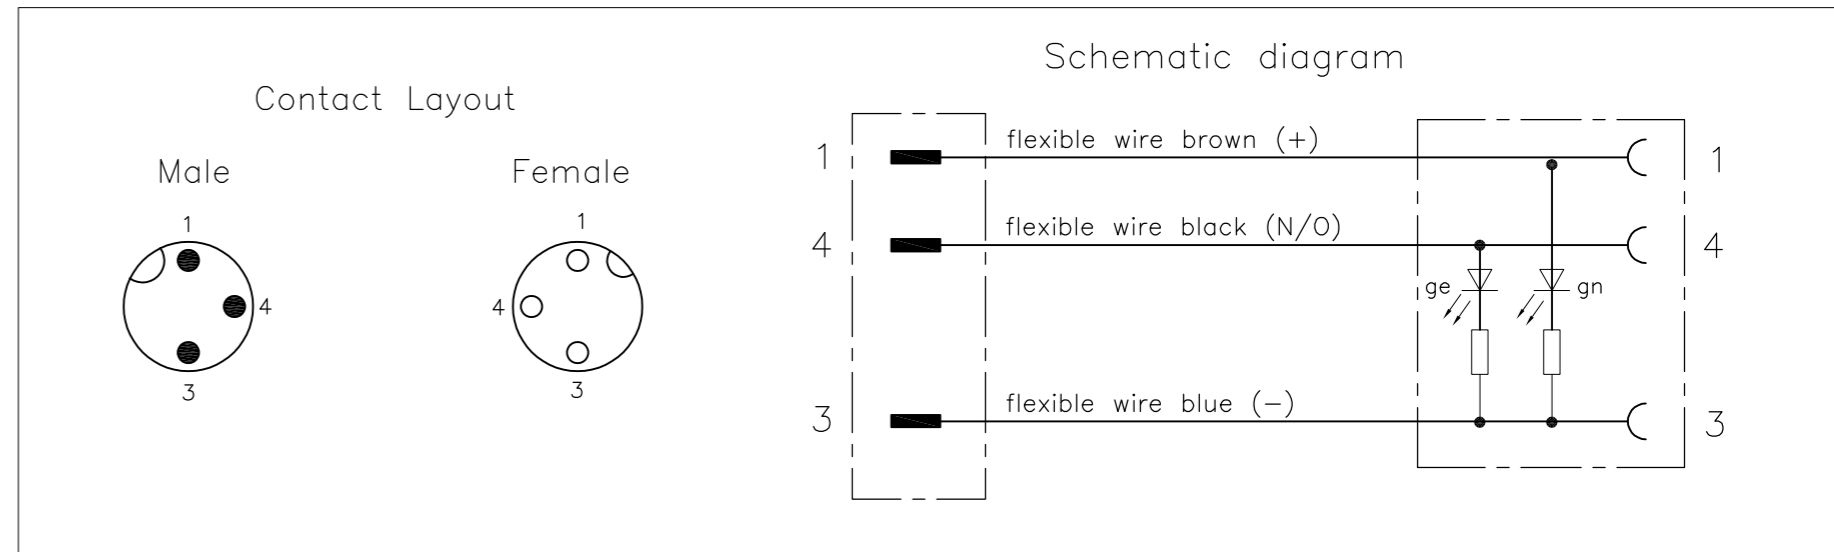 Schematic diagram
Contact Layout
Male
Female
1
4
3
1
4
3
1 flexible wire brown (+) 1
4 flexible wire black (N/O) 4
ge gn
3 flexible wire blue (−) 3